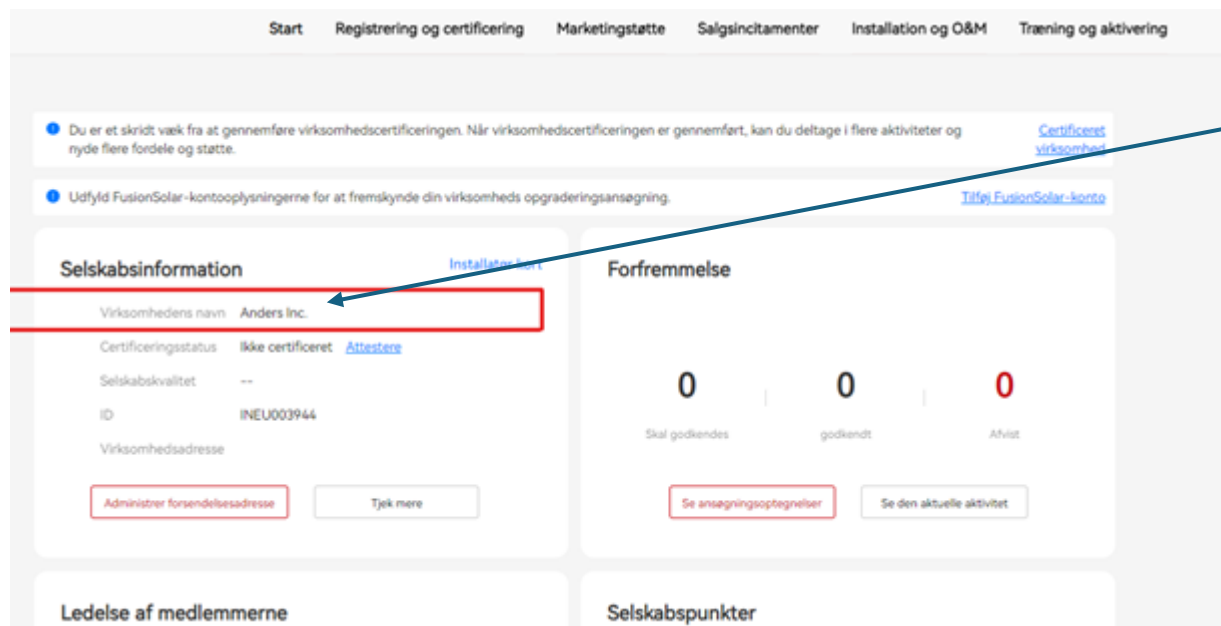 Start Registrering og certificering Marketingstøtte Salgsincitamenter Installation og O&M Træning og aktivering
Du er et skridt væk fra at gennemføre virksomhedscertificeringen. Når virksomhedscertificeringen er gennemført, kan du deltage i flere aktiviteter og
nyde flere fordele og støtte.
Certificeret
virksomhed
Udfyld FusionSolar-kontooplysningerne for at fremskynde din virksomheds opgraderingsansøgning. Tilføj FusionSolar-konto
Selskabsinformation
Installatør kort
Virksomhedens navn Anders Inc.
Certificeringsstatus Ikke certificeret Attestere
Selskabskvalitet --
ID INEU003944
Virksomhedsadresse
Administrer forsendelsesadresse Tjek mere
Forfremmelse
0 0 0
Skal godkendes godkendt Afvist
Se ansøgningsoptegnelser Se den aktuelle aktivitet
Ledelse af medlemmerne
Selskabspunkter